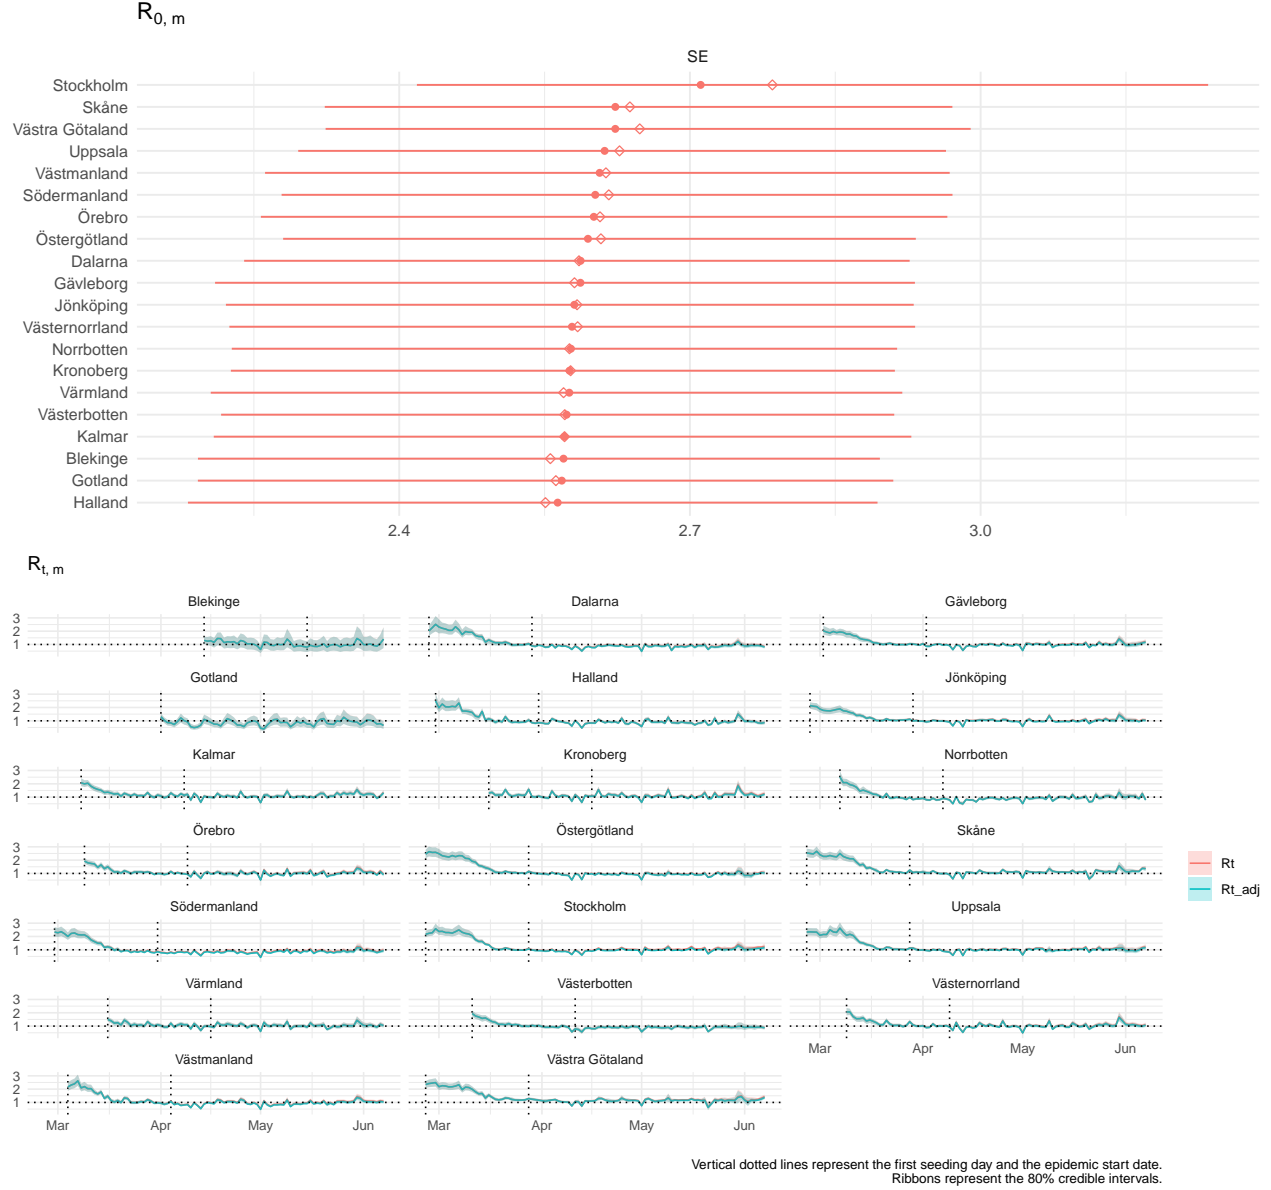 R0, m
SE
Stockholm
Skåne
Västra Götaland
Uppsala
Västmanland
Södermanland
Örebro
Östergötland
Dalarna
Gävleborg
Jönköping
Västernorrland
Norrbotten
Kronoberg
Värmland
Västerbotten
Kalmar
Blekinge
Gotland
Halland
2.4 2.7 3.0
Rt, m
Blekinge Dalarna Gävleborg
3
2
1
Gotland Halland Jönköping
3
2
1
Kalmar Kronoberg Norrbotten
3
2
1
Örebro Östergötland Skåne
3
2
1
Rt
Rt_adj
Södermanland Stockholm Uppsala
3
2
1
Värmland Västerbotten Västernorrland
3
2
1
Mar Apr May Jun
Västmanland Västra Götaland
3
2
1
Mar Apr May Jun Mar Apr May Jun
Vertical dotted lines represent the first seeding day and the epidemic start date.
Ribbons represent the 80% credible intervals.